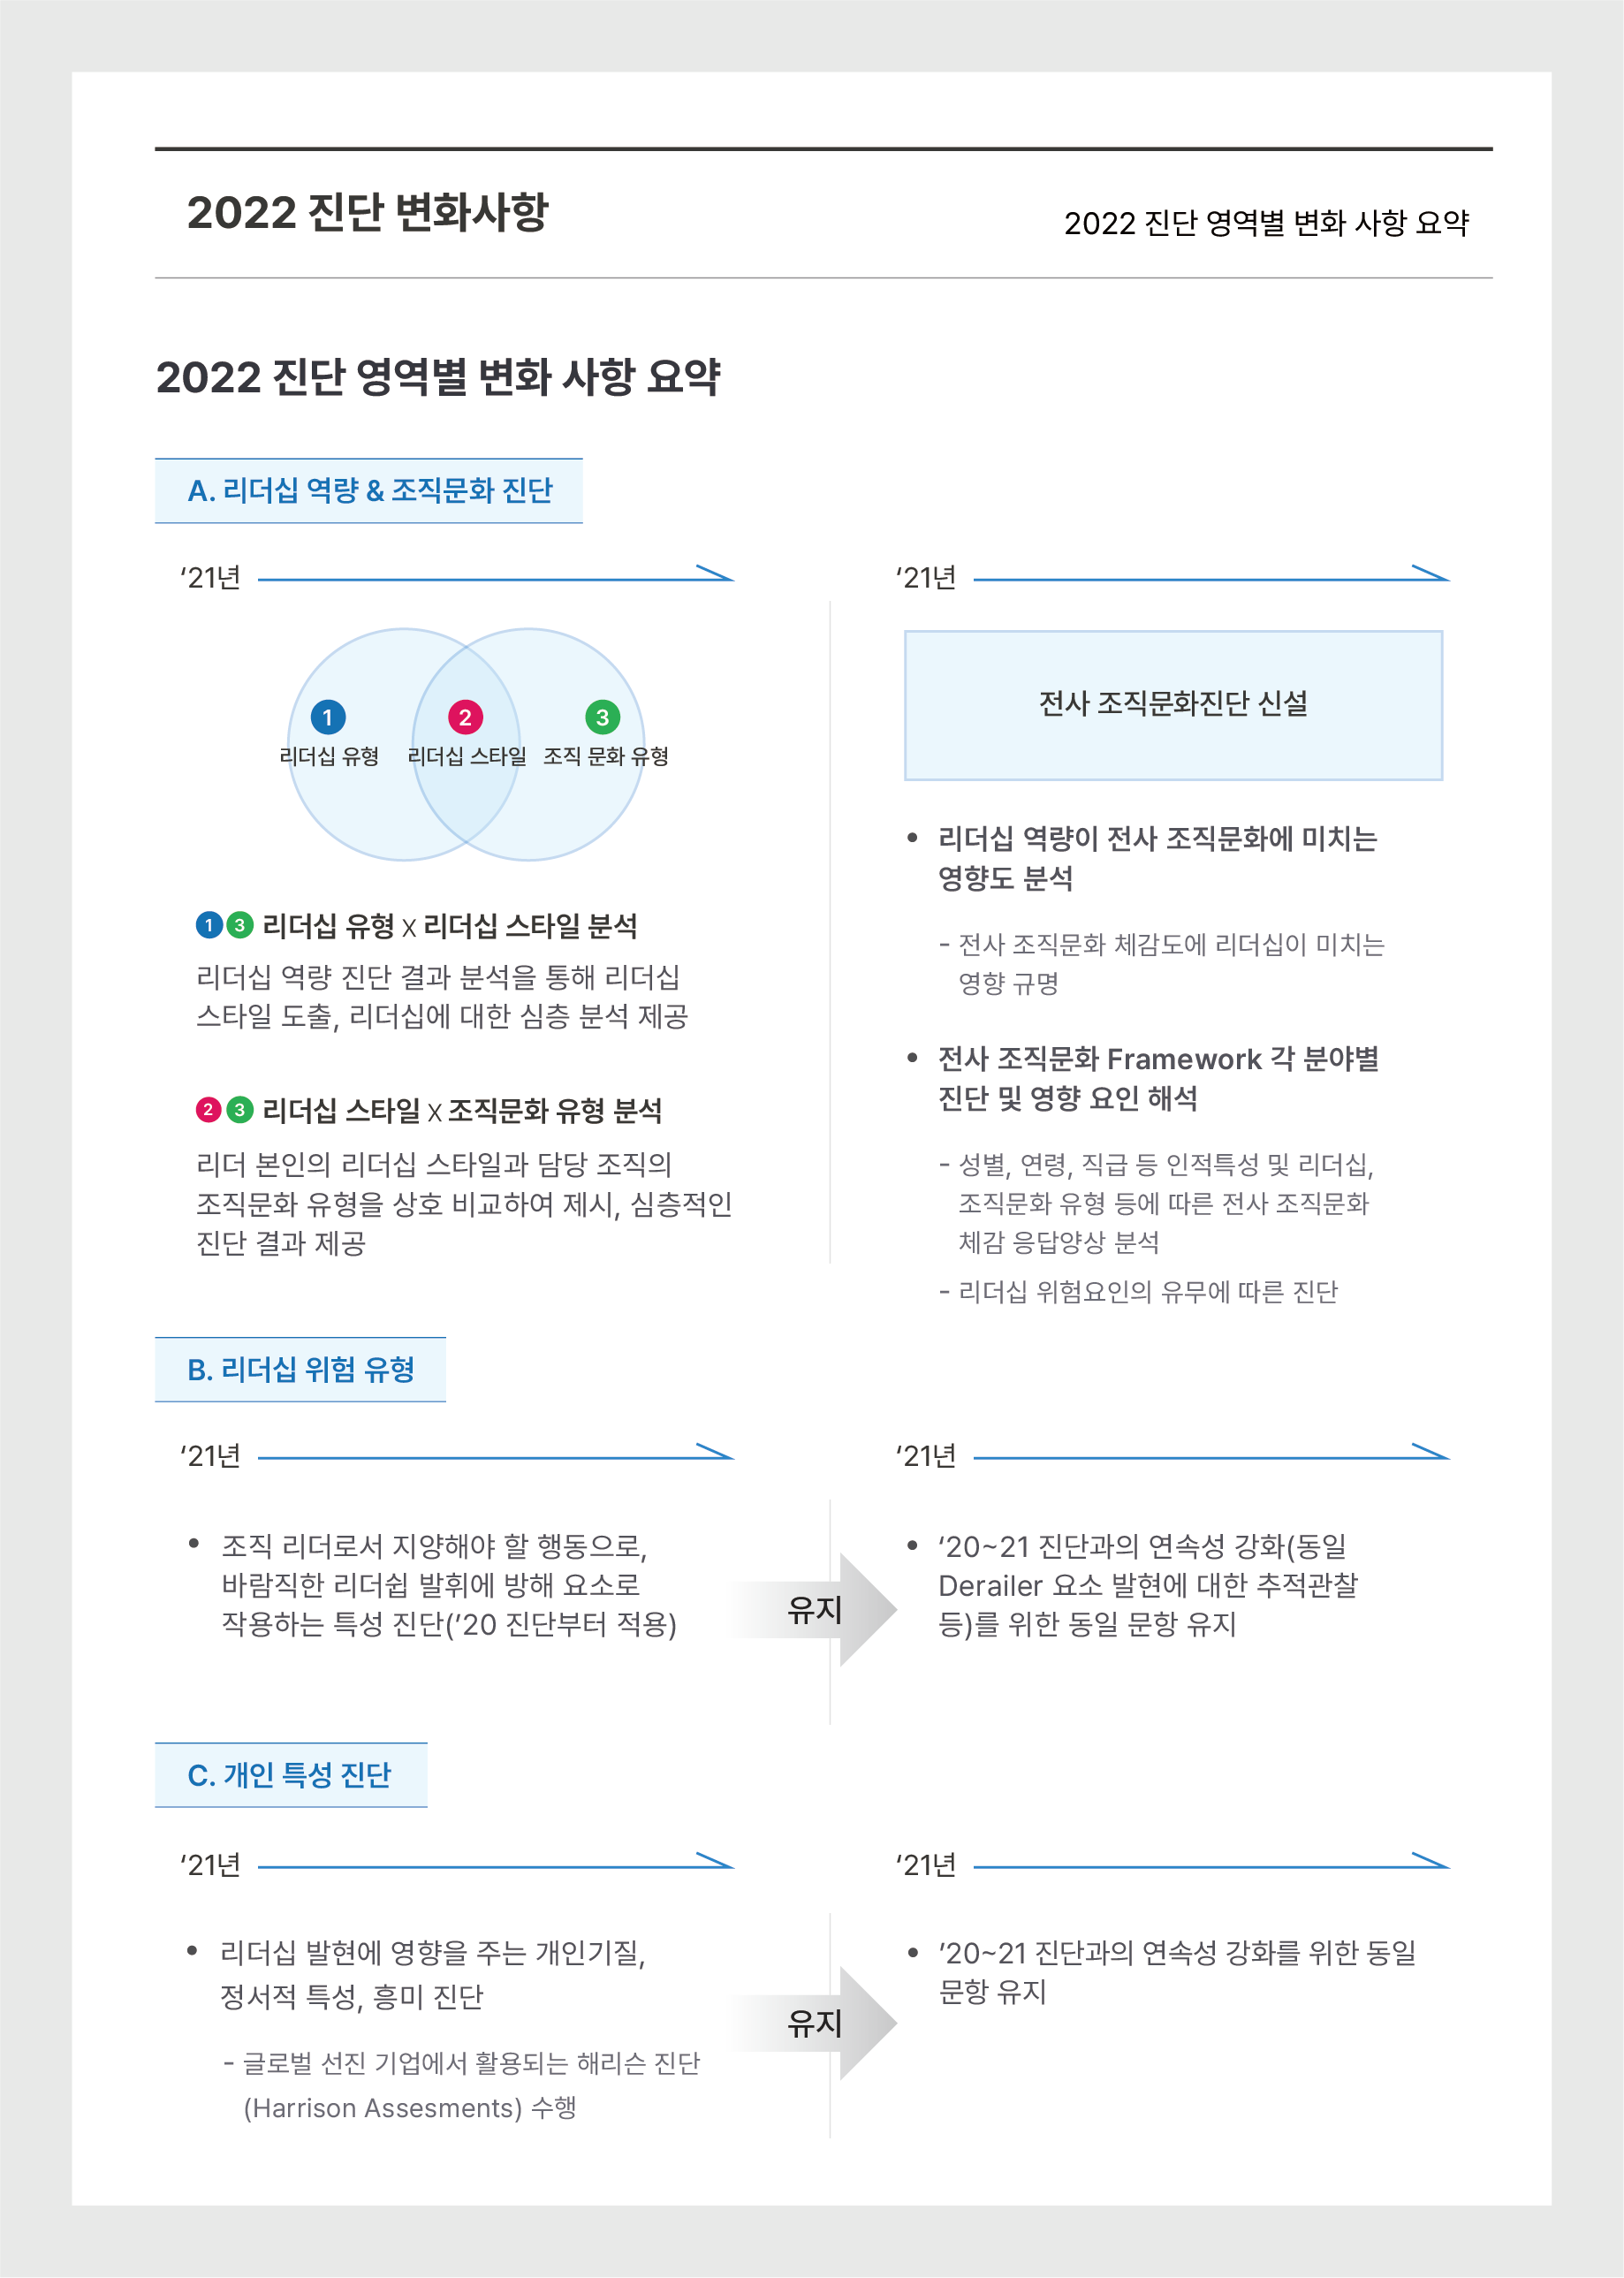 2022 진단 변화사항
2022 진단 영역별 변화 사항 요약
2022 진단 영역별 변화 사항 요약
A. 리더십 역량 & 조직문화 진단
‘21년
1
2
3
리더십 유형
리더십 스타일
조직 문화 유형
1 3 리더십 유형 X 리더십 스타일 분석
리더십 역량 진단 결과 분석을 통해 리더십
스타일 도출, 리더십에 대한 심층 분석 제공
2 3 리더십 스타일 X 조직문화 유형 분석
리더 본인의 리더십 스타일과 담당 조직의
조직문화 유형을 상호 비교하여 제시, 심층적인
진단 결과 제공
‘21년
전사 조직문화진단 신설
• 리더십 역량이 전사 조직문화에 미치는
영향도 분석
- 전사 조직문화 체감도에 리더십이 미치는
영향 규명
• 전사 조직문화 Framework 각 분야별
진단 및 영향 요인 해석
- 성별, 연령, 직급 등 인적특성 및 리더십,
조직문화 유형 등에 따른 전사 조직문화
체감 응답양상 분석
- 리더십 위험요인의 유무에 따른 진단
B. 리더십 위험 유형
‘21년
• 조직 리더로서 지양해야 할 행동으로,
바람직한 리더쉽 발휘에 방해 요소로
작용하는 특성 진단(’20 진단부터 적용)
유지
‘21년
• ‘20~21 진단과의 연속성 강화(동일
Derailer 요소 발현에 대한 추적관찰
등)를 위한 동일 문항 유지
C. 개인 특성 진단
‘21년
• 리더십 발현에 영향을 주는 개인기질,
정서적 특성, 흥미 진단
- 글로벌 선진 기업에서 활용되는 해리슨 진단
(Harrison Assesments) 수행
유지
‘21년
• ’20~21 진단과의 연속성 강화를 위한 동일
문항 유지